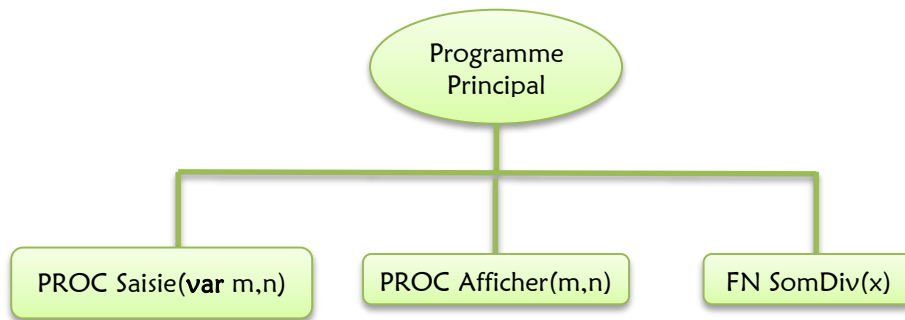 Programme
Principal
PROC Saisie(var m,n)
PROC Afficher(m,n)
FN SomDiv(x)